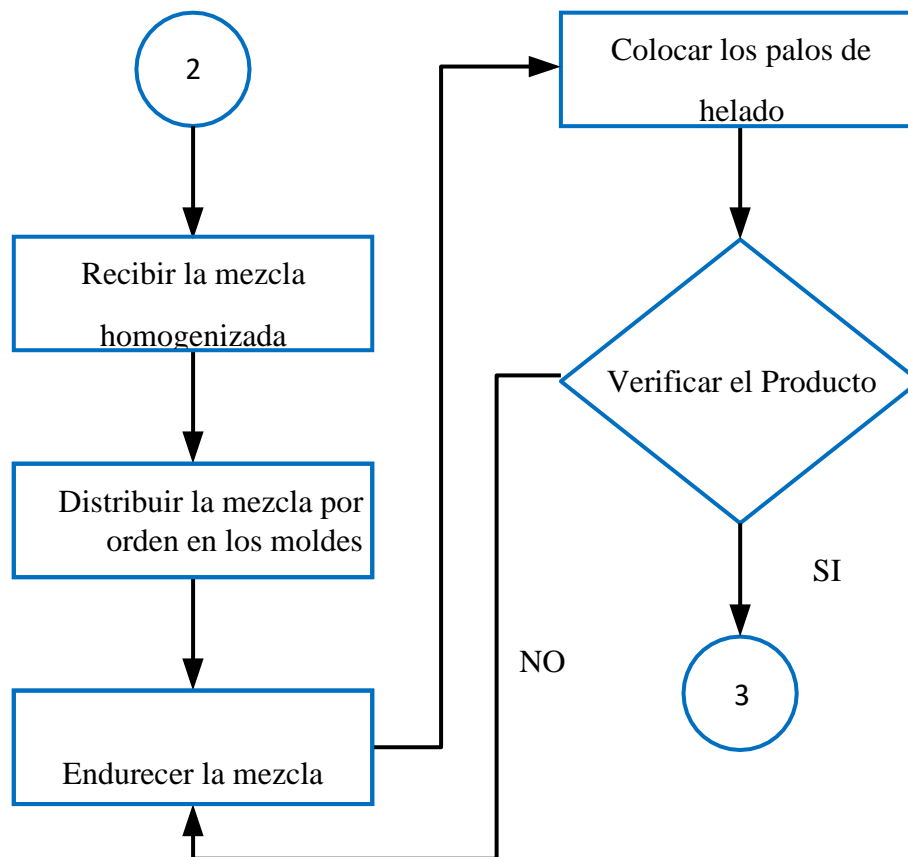 2
Recibir la mezcla
homogenizada
Distribuir la mezcla por
orden en los moldes
Endurecer la mezcla
Colocar los palos de
helado
Verificar el Producto
SI
NO
3